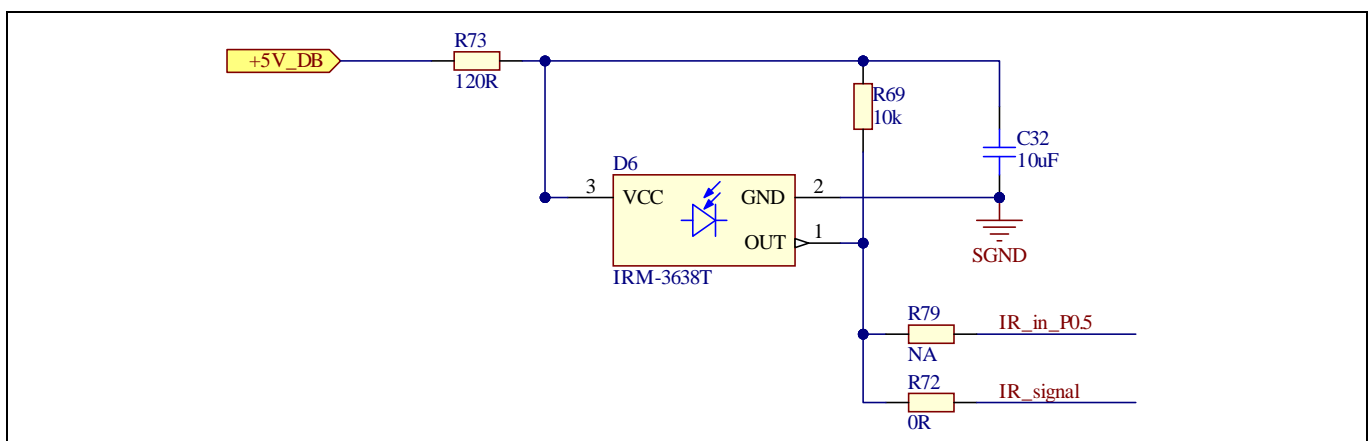 R73
+5V_DB
120R
R69
10k
C32
10uF
D6
3 VCC GND 2
OUT 1
SGND
IRM-3638T
R79
IR_in_P0.5
NA
R72
IR_signal
0R